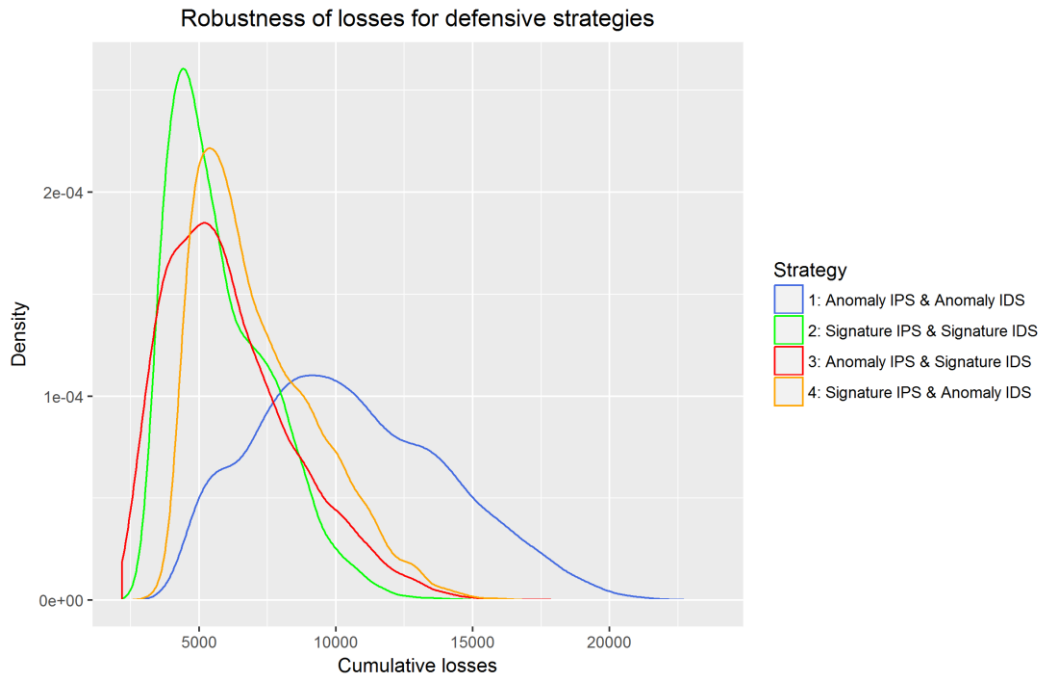 Robustness of losses for defensive strategies
2e-04
1e-04
0e+00
Density
5000
10000
15000
20000
Cumulative losses
Strategy
1: Anomaly IPS & Anomaly IDS
2: Signature IPS & Signature IDS
3: Anomaly IPS & Signature IDS
4: Signature IPS & Anomaly IDS